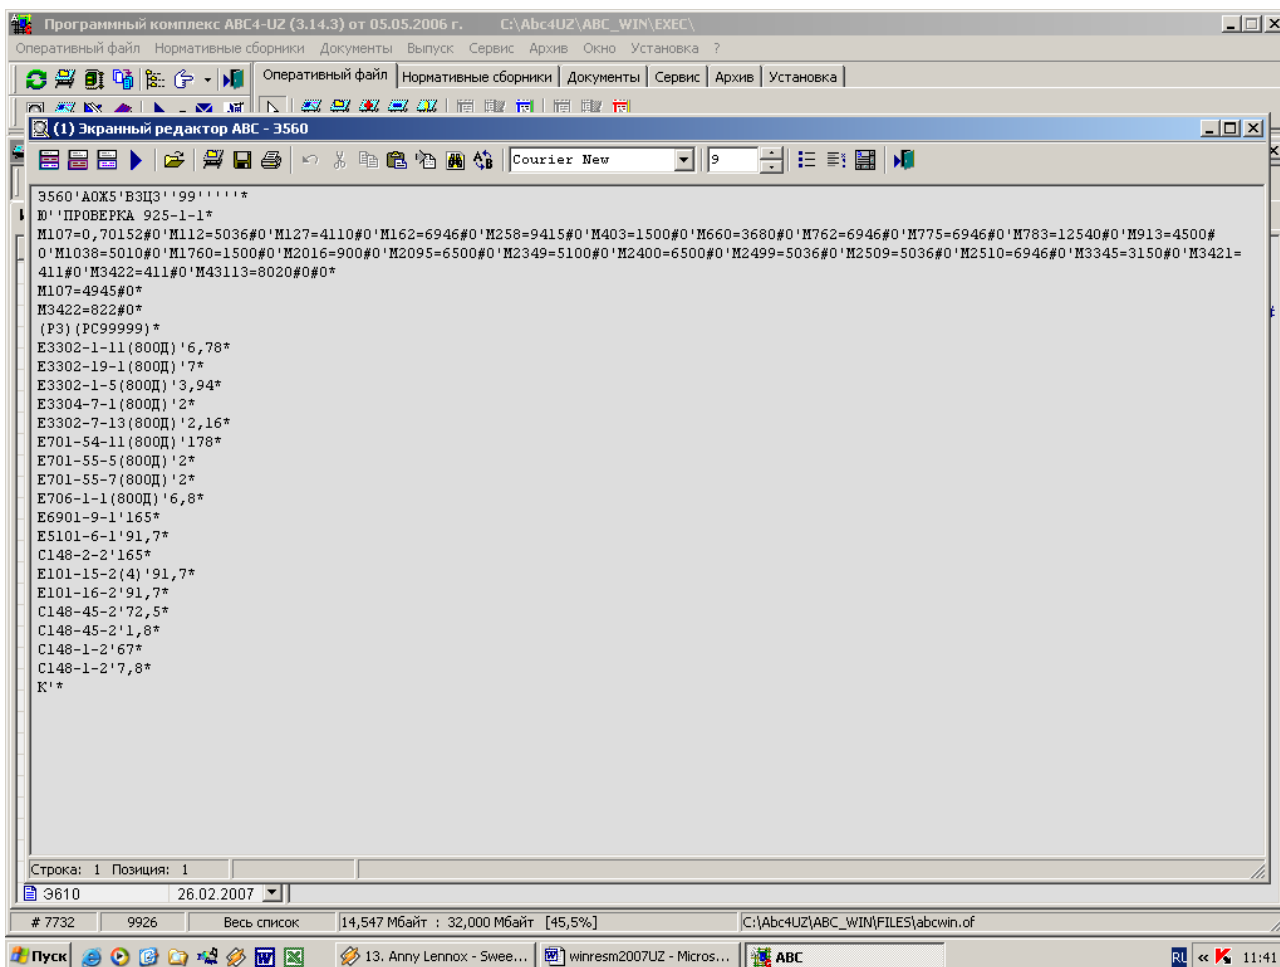 Программный комплекс АВС4-UZ (3.14.3) от 05.05.2006 г. C:\Abc4UZ\ABC_WIN\EXEC\
Оперативный файл Нормативные сборники Документы Выпуск Сервис Архив Окно Установка ?
Оперативный файл Нормативные сборники Документы Сервис Архив Установка
(1) Экранный редактор АВС - Э560
Courier New 9
Э560'А0Ж5'В3Ц3''99'''''*
Ю''ПРОВЕРКА 925-1-1*
М107=0,70152#0'М112=5036#0'М127=4110#0'М162=6946#0'М258=9415#0'М403=1500#0'М660=3680#0'М762=6946#0'М775=6946#0'М783=12540#0'М913=4500#
0'М1038=5010#0'М1760=1500#0'М2016=900#0'М2095=6500#0'М2349=5100#0'М2400=6500#0'М2499=5036#0'М2509=5036#0'М2510=6946#0'М3345=3150#0'М3421=
411#0'М3422=411#0'М43113=8020#0#0*
М107=4945#0*
М3422=822#0*
(Р3)(РС99999)*
Е3302-1-11(800Д)'6,78*
Е3302-19-1(800Д)'7*
Е3302-1-5(800Д)'3,94*
Е3304-7-1(800Д)'2*
Е3302-7-13(800Д)'2,16*
Е701-54-11(800Д)'178*
Е701-55-5(800Д)'2*
Е701-55-7(800Д)'2*
Е706-1-1(800Д)'6,8*
Е6901-9-1'165*
Е5101-6-1'91,7*
С148-2-2'165*
Е101-15-2(4)'91,7*
Е101-16-2'91,7*
С148-45-2'72,5*
С148-45-2'1,8*
С148-1-2'67*
С148-1-2'7,8*
К'*
Строка: 1 Позиция: 1
Э610 26.02.2007
# 7732 9926 Весь список 14,547 Мбайт : 32,000 Мбайт [45,5%] C:\Abc4UZ\ABC_WIN\FILES\abcwin.of
Пуск 13. Anny Lennox - Swee... winresm2007UZ - Micros... ABC RU « 11:41